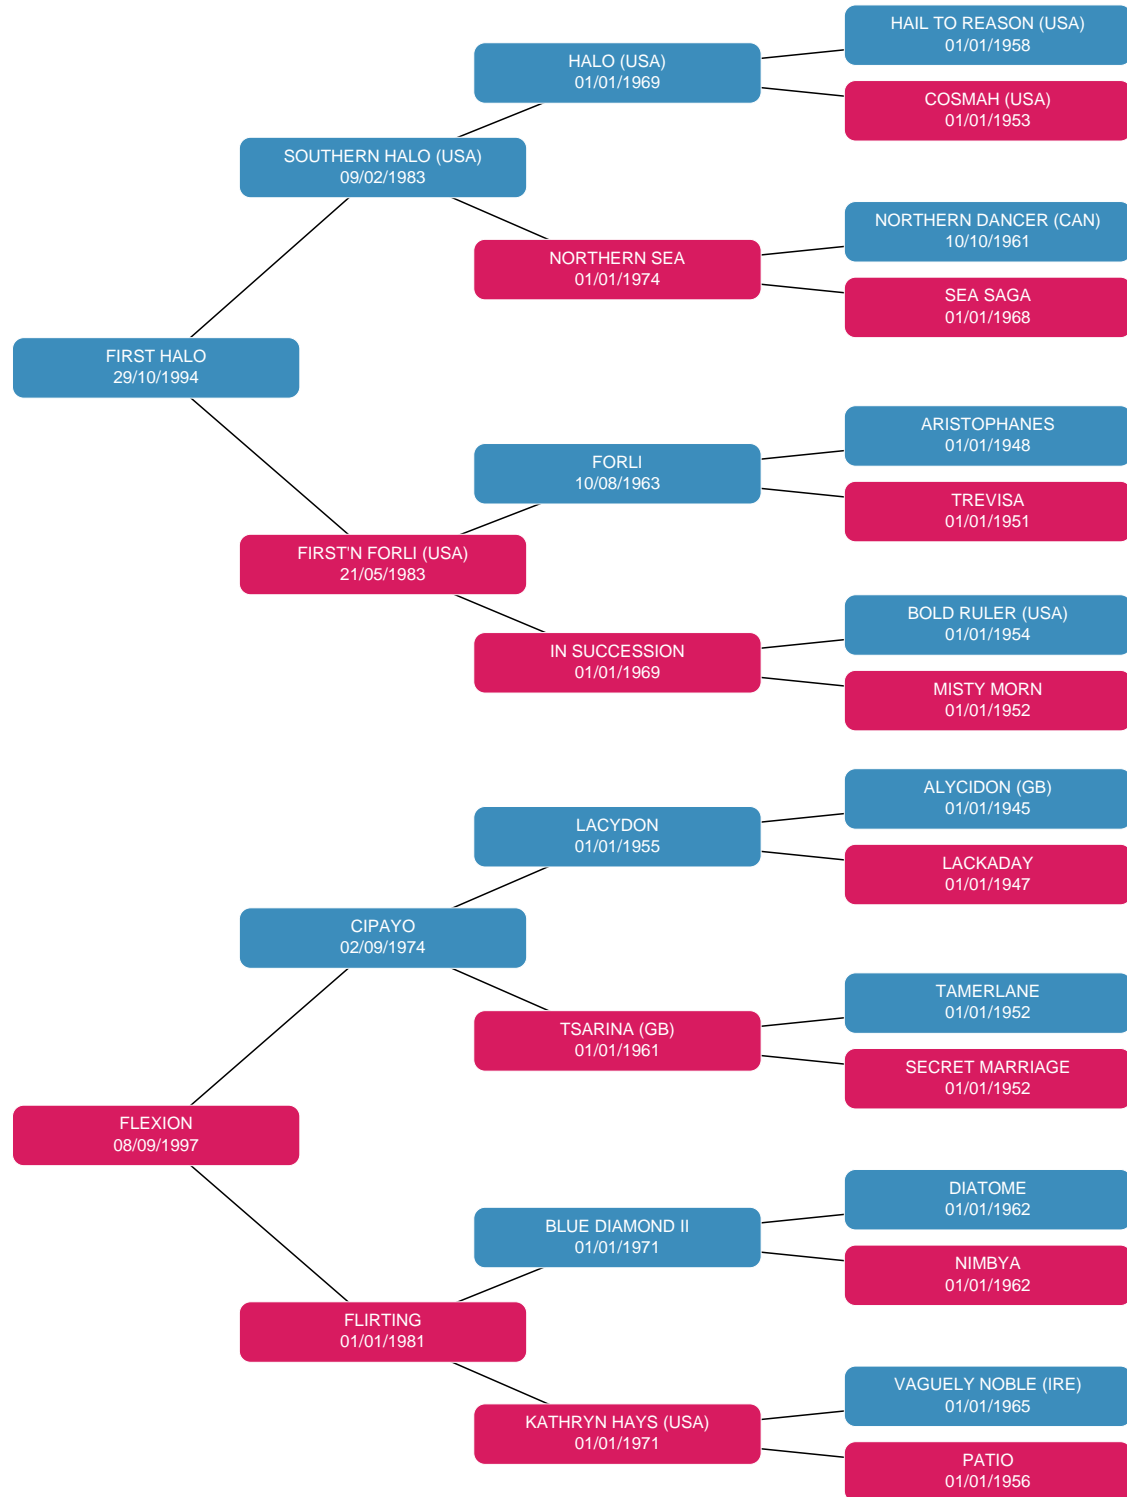 HAIL TO REASON (USA)
01/01/1958
HALO (USA)
01/01/1969
COSMAH (USA)
01/01/1953
SOUTHERN HALO (USA)
09/02/1983
NORTHERN DANCER (CAN)
10/10/1961
NORTHERN SEA
01/01/1974
SEA SAGA
01/01/1968
FIRST HALO
29/10/1994
ARISTOPHANES
01/01/1948
FORLI
10/08/1963
TREVISA
01/01/1951
FIRST'N FORLI (USA)
21/05/1983
BOLD RULER (USA)
01/01/1954
IN SUCCESSION
01/01/1969
MISTY MORN
01/01/1952
ALYCIDON (GB)
01/01/1945
LACYDON
01/01/1955
LACKADAY
01/01/1947
CIPAYO
02/09/1974
TAMERLANE
01/01/1952
TSARINA (GB)
01/01/1961
SECRET MARRIAGE
01/01/1952
FLEXION
08/09/1997
DIATOME
01/01/1962
BLUE DIAMOND II
01/01/1971
NIMBYA
01/01/1962
FLIRTING
01/01/1981
VAGUELY NOBLE (IRE)
01/01/1965
KATHRYN HAYS (USA)
01/01/1971
PATIO
01/01/1956